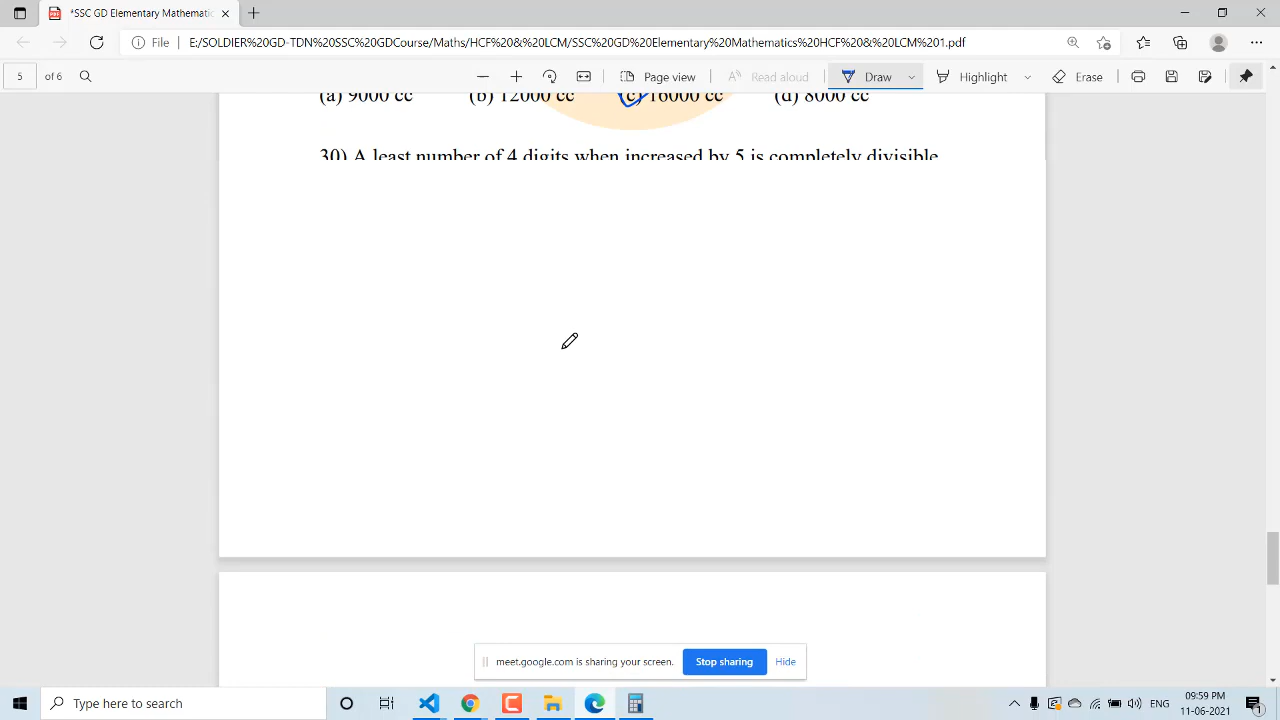 *SSC GD Elementary Mathematic
File
E:/SOLDIER%20GD-TDN%20SSC%20GDCourse/Maths/HCF%20&%20LCM/SSC%20GD%20Elementary%20Mathematics%20HCF%20&%20LCM%201.pdf
5 of 6 Page view Read aloud Draw Highlight Erase
(a) 9000 cc (b) 12000 cc (c) 16000 cc (d) 8000 cc
30) A least number of 4 digits when increased by 5 is completely divisible
meet.google.com is sharing your screen. Stop sharing Hide
Type here to search
ENG
09:59 PM
11-06-2021
1